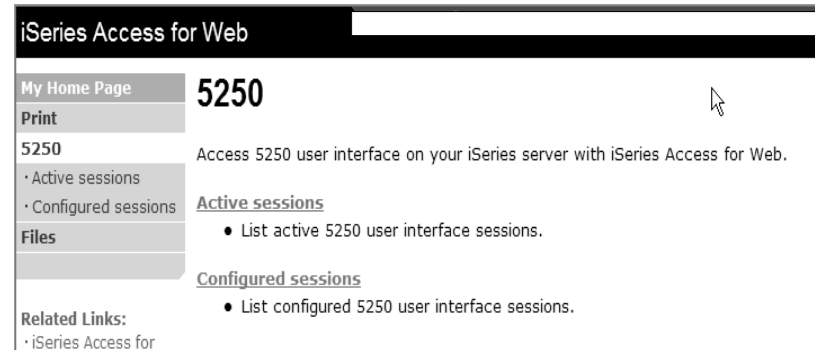 iSeries Access for Web
My Home Page
Print
5250
· Active sessions
· Configured sessions
Files
Related Links:
· iSeries Access for
5250
Access 5250 user interface on your iSeries server with iSeries Access for Web.
Active sessions
● List active 5250 user interface sessions.
Configured sessions
● List configured 5250 user interface sessions.